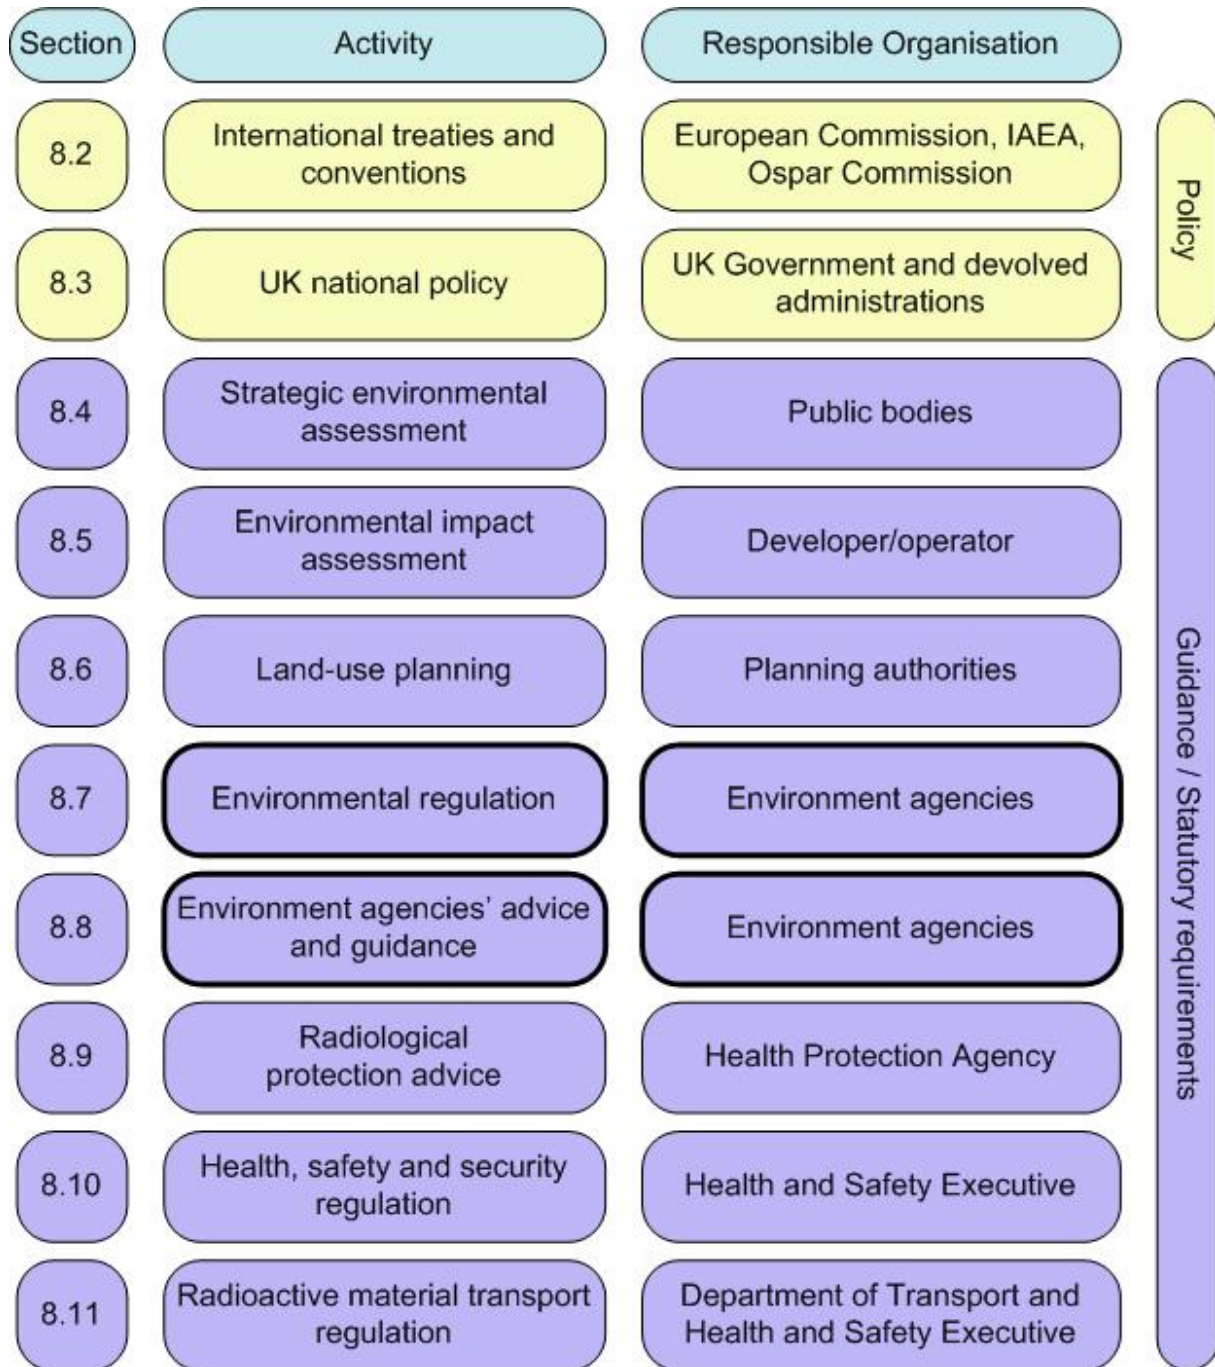 Section
Activity
Responsible Organisation
8.2
International treaties and
conventions
European Commission, IAEA,
Ospar Commission
8.3
UK national policy
UK Government and devolved
administrations
Policy
8.4
Strategic environmental
assessment
Public bodies
8.5
Environmental impact
assessment
Developer/operator
8.6
Land-use planning
Planning authorities
8.7
Environmental regulation
Environment agencies
8.8
Environment agencies’ advice
and guidance
Environment agencies
8.9
Radiological
protection advice
Health Protection Agency
8.10
Health, safety and security
regulation
Health and Safety Executive
8.11
Radioactive material transport
regulation
Department of Transport and
Health and Safety Executive
Guidance / Statutory requirements